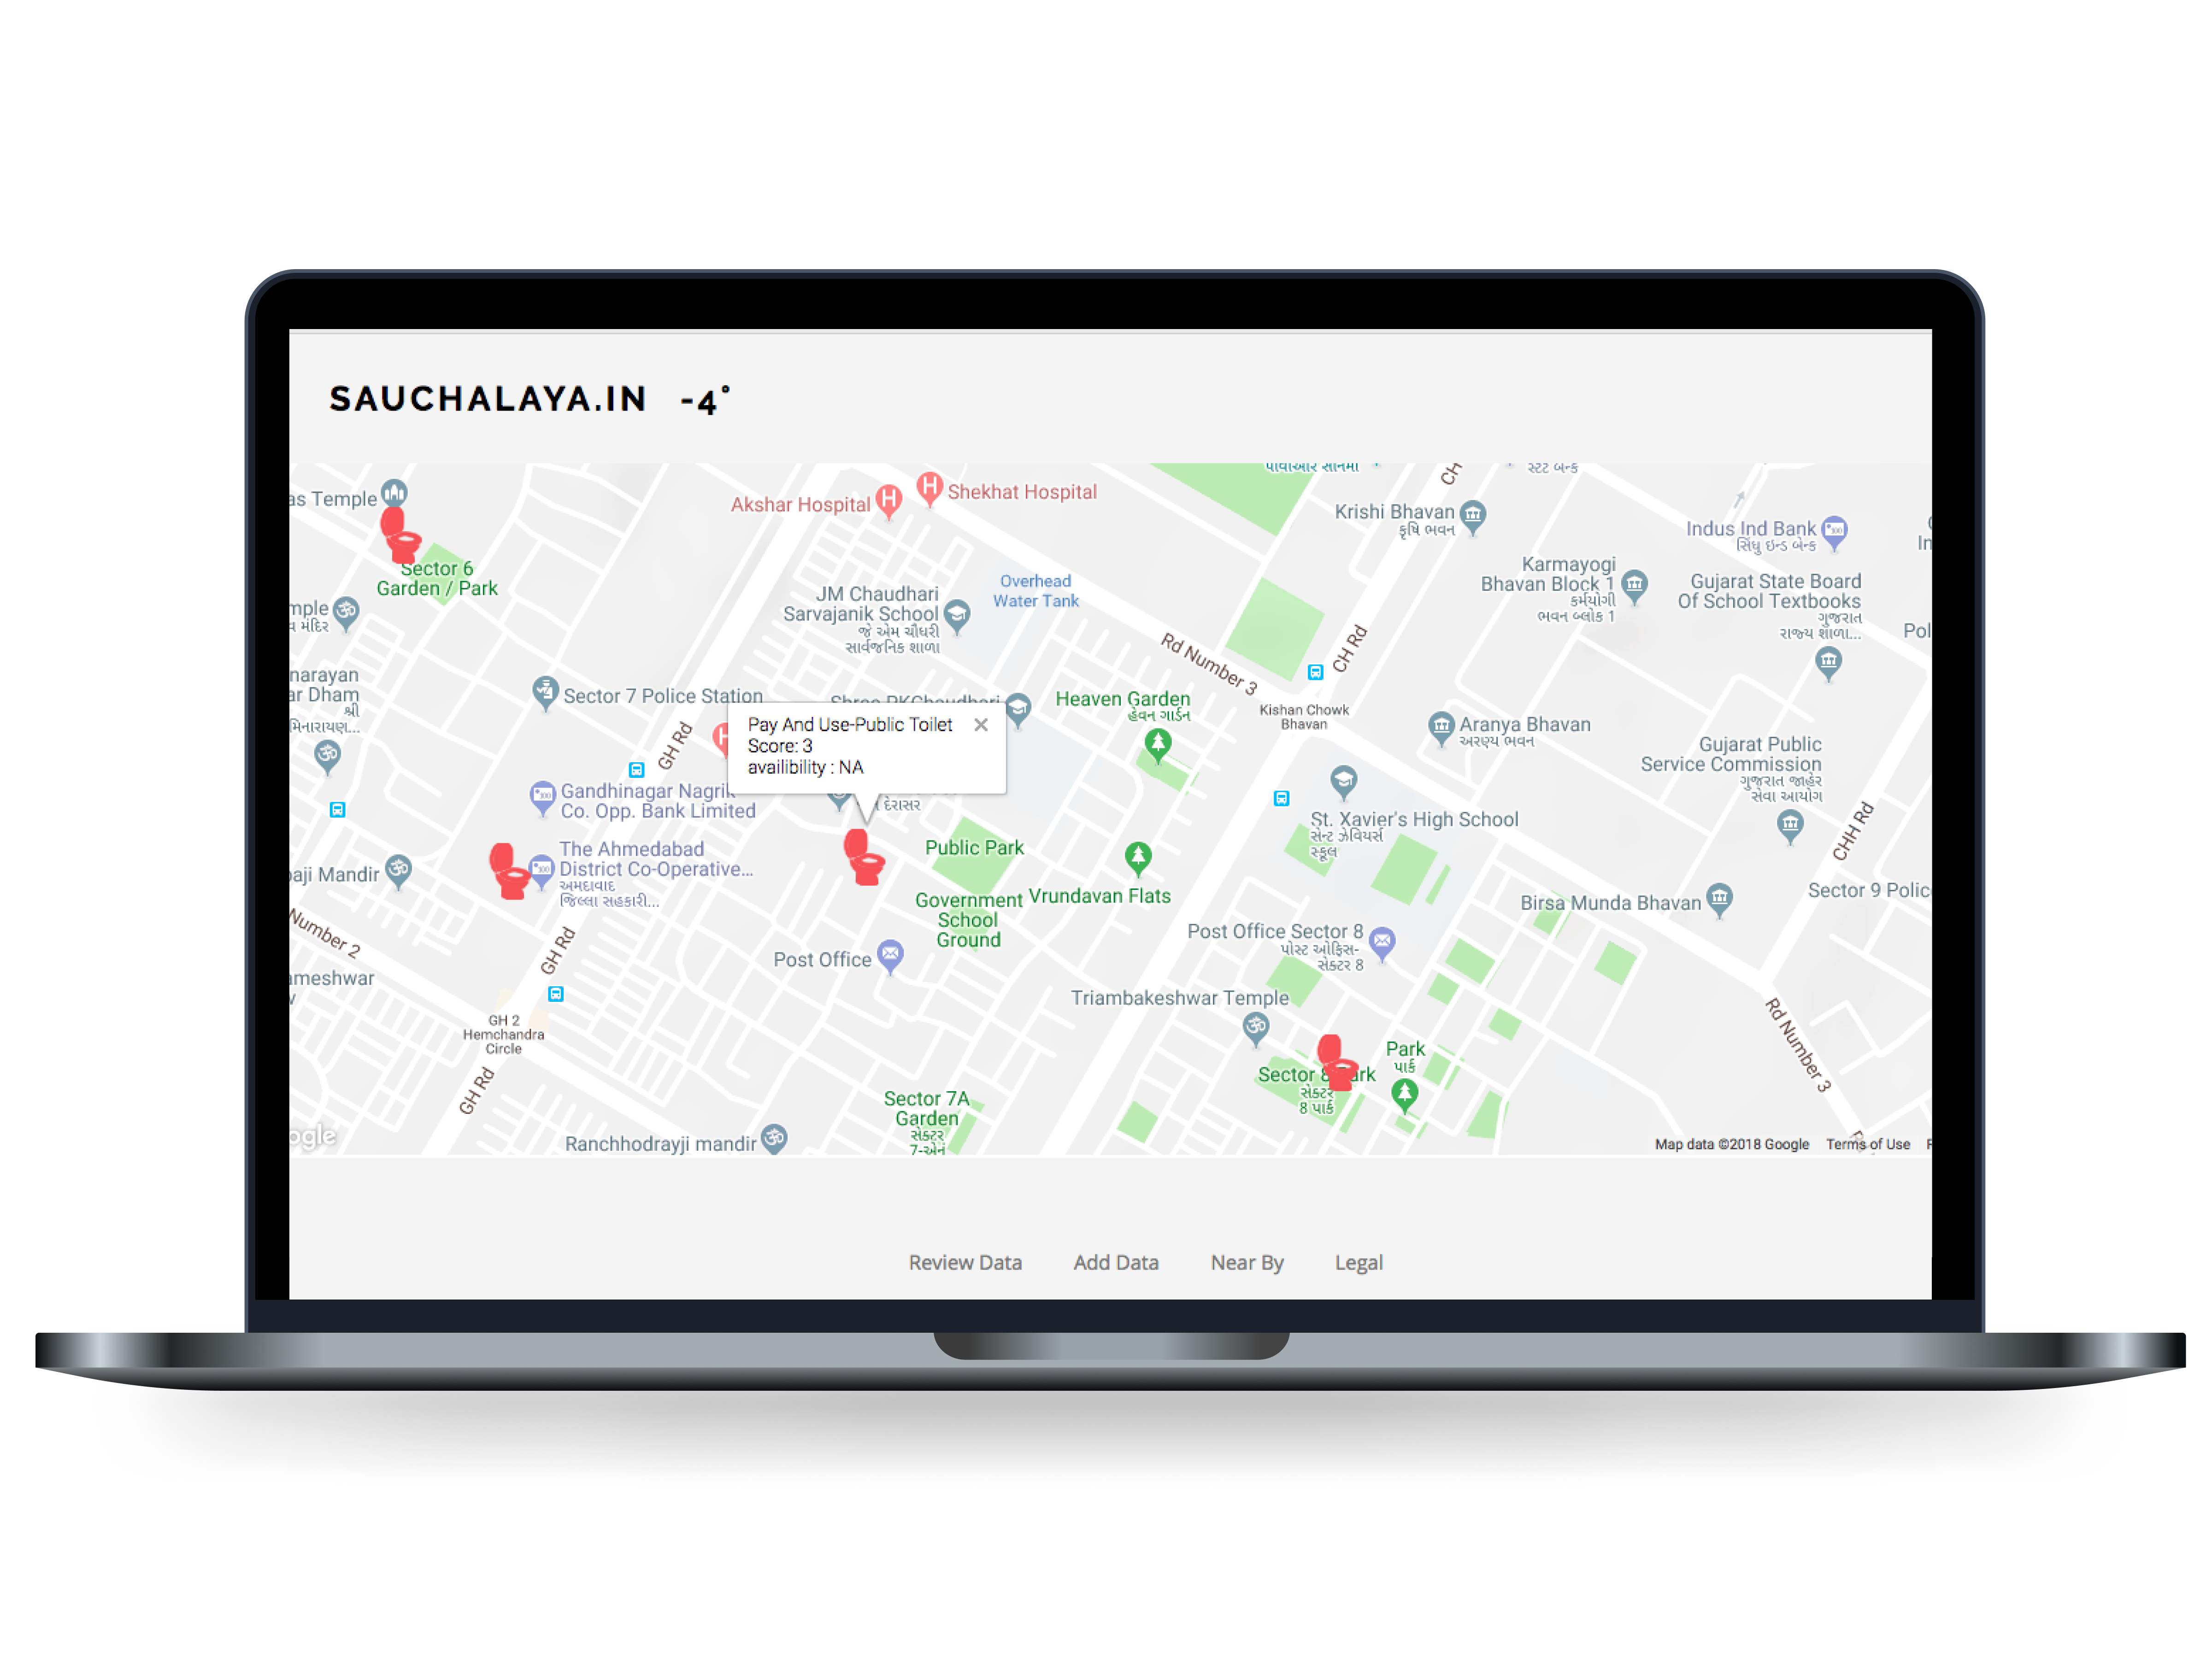 SAUCHALAYA.IN -4°
પીવીઆર સીનેમા
CH
સ્ટેટ બેન્ક
as Temple
Akshar Hospital
Shekhat Hospital
Krishi Bhavan
કૃષિ ભવન
Indus Ind Bank
સિંધુ ઇન્ડ બેન્ક
In
Sector 6
Garden / Park
Overhead
Water Tank
Karmayogi
Bhavan Block 1
કર્મયોગી
ભવન બ્લોક 1
Gujarat State Board
Of School Textbooks
ગુજરાત
રાજ્ય શાળા...
mple
વ મંદિર
JM Chaudhari
Sarvajanik School
જે એમ ચૌધરી
સાર્વજનિક શાળા
Rd Number 3
CH Rd
Pol
narayan
ar Dham
શ્રી
મિનારાયણ...
Sector 7 Police Station
Shree PKChaudhari
Heaven Garden
હેવન ગાર્ડન
Kishan Chowk
Bhavan
Aranya Bhavan
અરણ્ય ભવન
GH Rd
Pay And Use-Public Toilet
Score: 3
availibility : NA
Gujarat Public
Service Commission
ગુજરાત જાહેર
સેવા આયોગ
Gandhinagar Nagrik
Co. Opp. Bank Limited
દેરાસર
St. Xavier's High School
સેન્ટ ઝેવિયર્સ
સ્કૂલ
CHH Rd
The Ahmedabad
District Co-Operative...
અમદાવાદ
જિલ્લા સહકારી...
Public Park
aji Mandir
Government
School
Ground
Vrundavan Flats
Birsa Munda Bhavan
Sector 9 Polic
Number 2
GH Rd
Post Office
Post Office Sector 8
પોસ્ટ ઓફિસ-
સેક્ટર 8
ameshwar
Triambakeshwar Temple
GH 2
Hemchandra
Circle
Rd Number 3
GH Rd
Sector 8 Park
સેક્ટર
8 પાર્ક
Park
પાર્ક
Sector 7A
Garden
સેક્ટર
7-એનં
ogle
Ranchhodrayji mandir
Map data ©2018 Google Terms of Use
Review Data Add Data Near By Legal